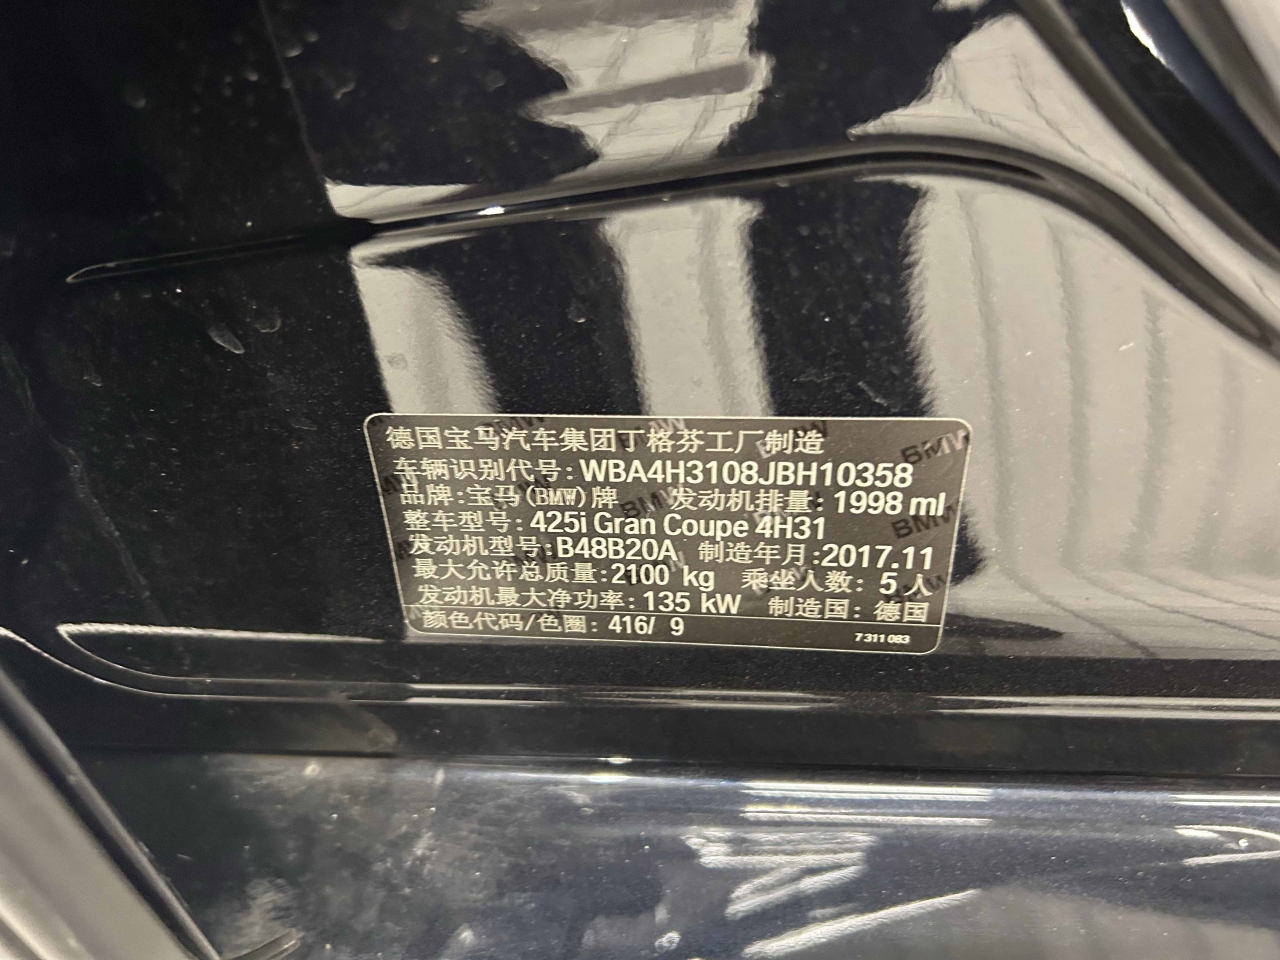 德国宝马汽车集团丁格芬工厂制造
车辆识别代号: WBA4H3108JBH10358
品牌:宝马(BMW)牌 发动机排量: 1998 ml
整车型号: 425i Gran Coupe 4H31
发动机型号: B48B20A 制造年月:2017.11
最大允许总质量:2100 kg 乘坐人数: 5 人
发动机最大净功率: 135 kW 制造国: 德国
颜色代码/色圈: 416/ 9 7 311 083